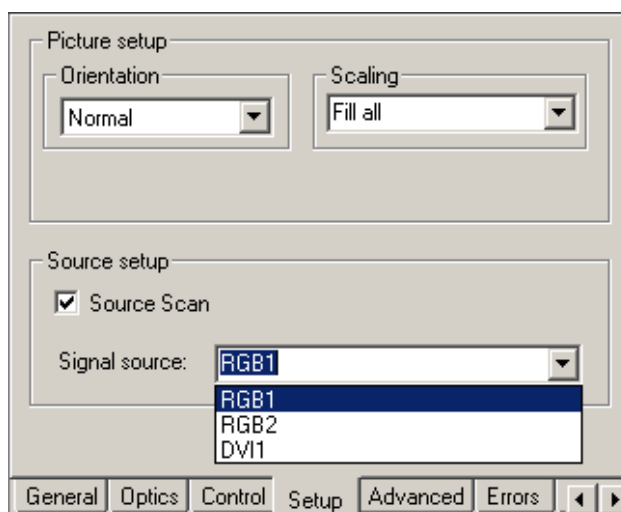 Picture setup
Orientation
Scaling
Normal
Fill all
Source setup
Source Scan
Signal source: RGB1
RGB1
RGB2
DVI1
General Optics Control Setup Advanced Errors